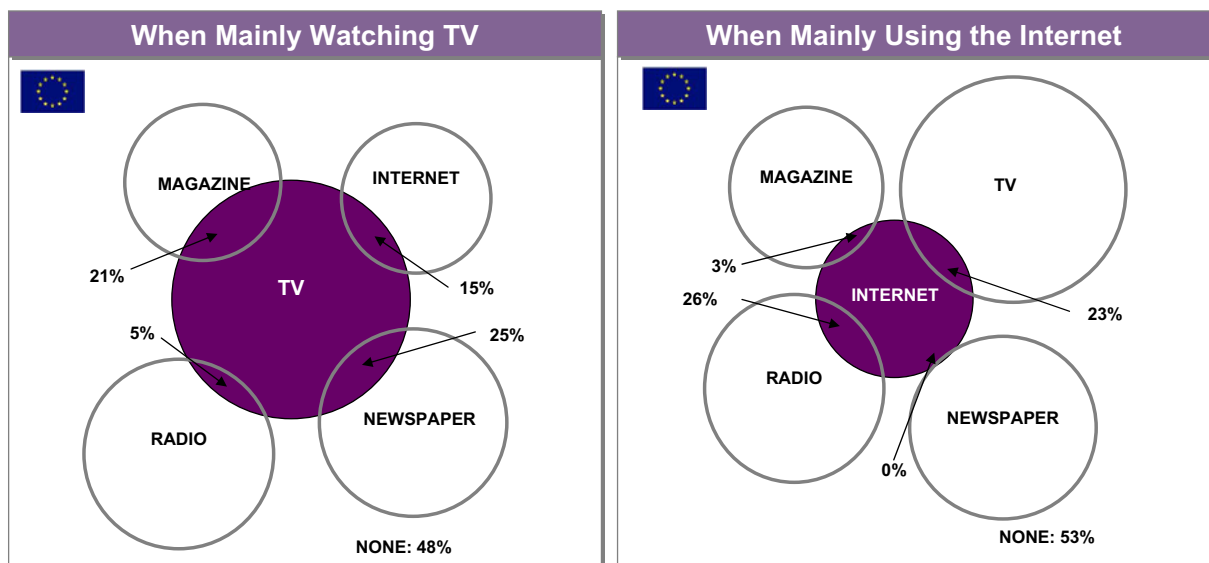 When Mainly Watching TV
MAGAZINE
INTERNET
TV
21%
15%
5%
25%
RADIO
NEWSPAPER
NONE: 48%
When Mainly Using the Internet
MAGAZINE
TV
3%
INTERNET
26%
23%
RADIO
NEWSPAPER
0%
NONE: 53%